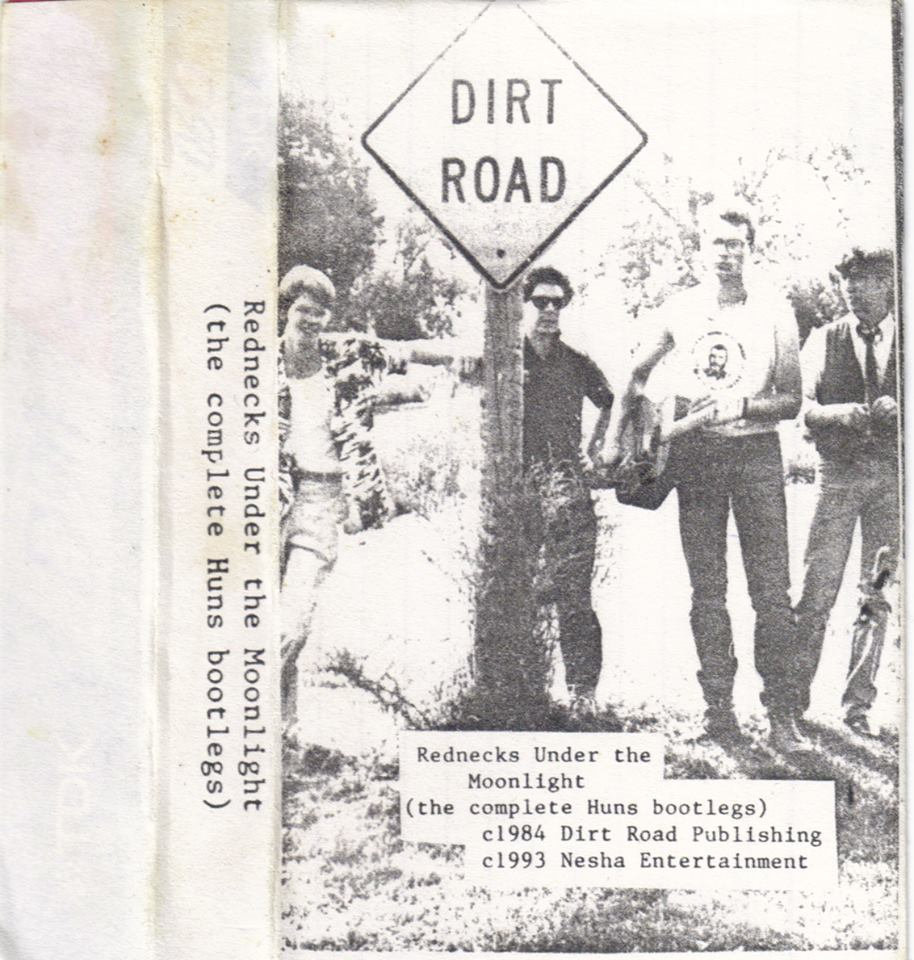 Rednecks Under the Moonlight
(the complete Huns bootlegs)
DIRT
ROAD
Rednecks Under the
Moonlight
(the complete Huns bootlegs)
c1984 Dirt Road Publishing
c1993 Nesha Entertainment
TDK